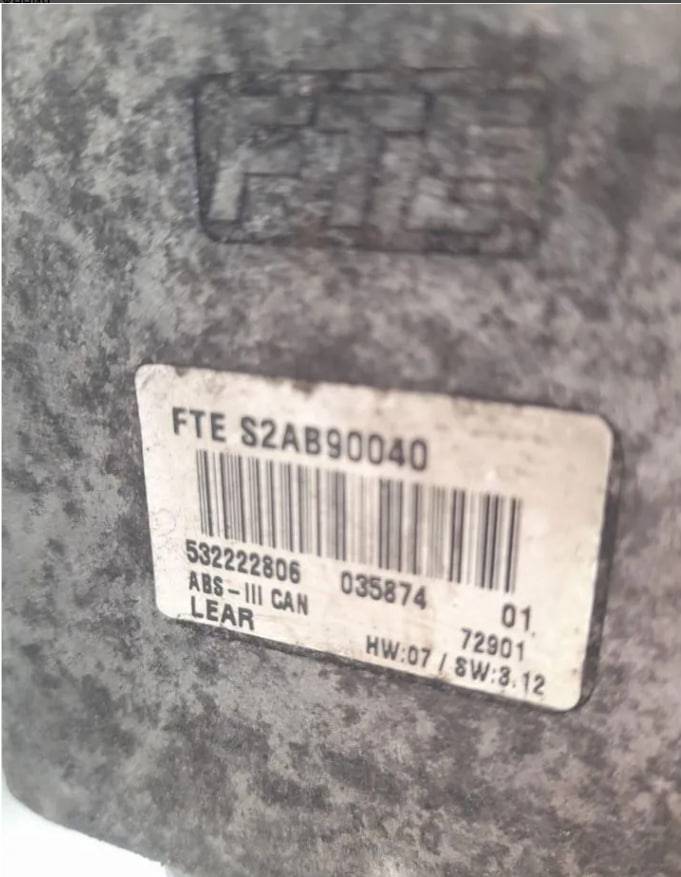 FTE
FTE S2AB90040
532222806 035874 01
ABS-III CAN 72901
LEAR HW:07 / SW:3.12